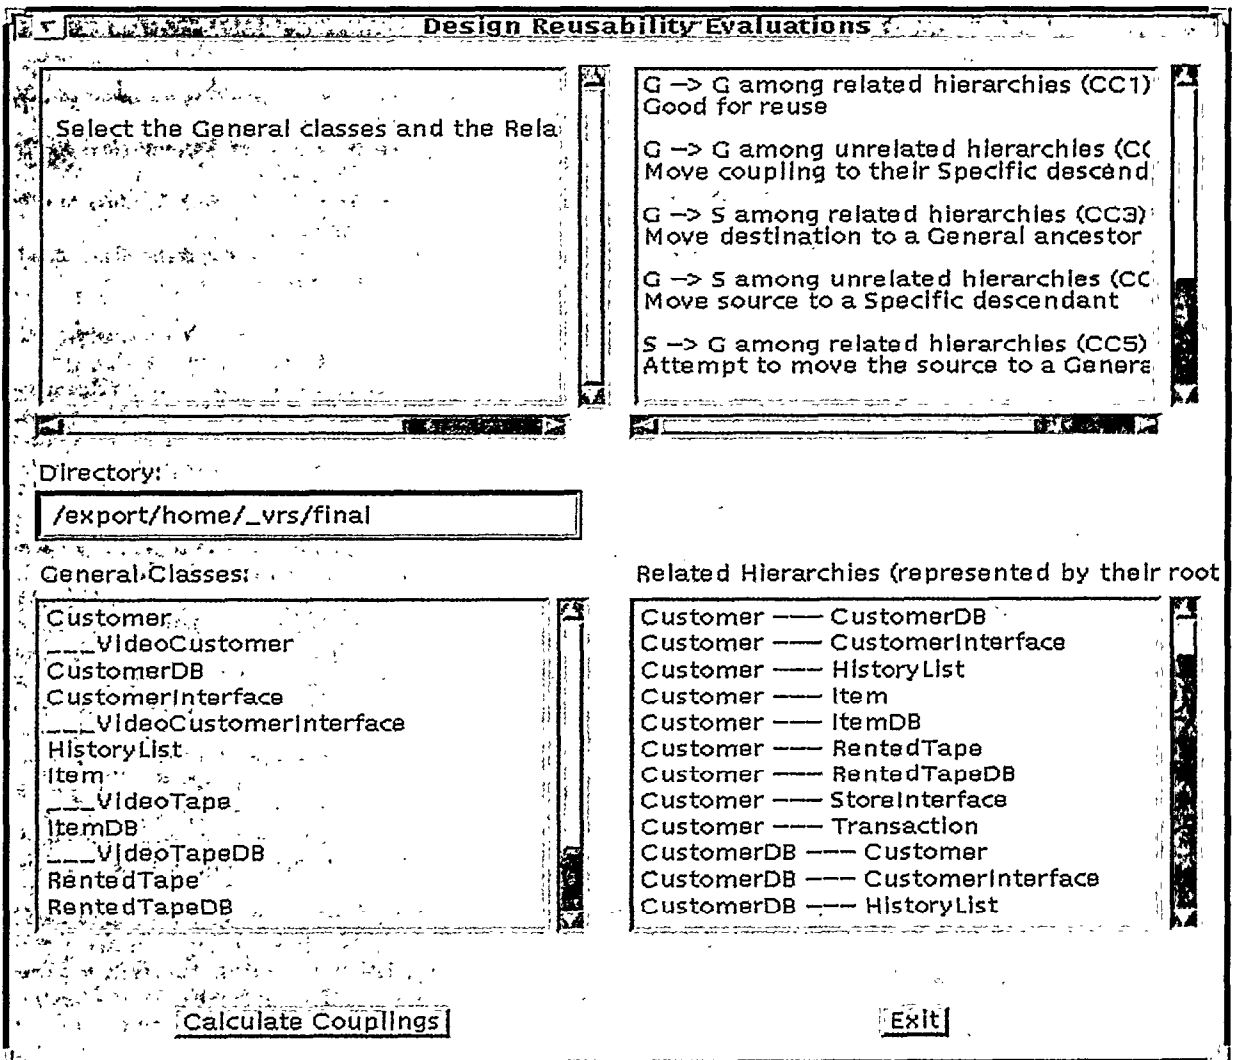 Design Reusability Evaluations
Select the General classes and the Rela
G —> G among related hierarchies (CC1)
Good for reuse
G —> G among unrelated hierarchies (CC
Move coupling to their Specific descend
G —> S among related hierarchies (CC3)
Move destination to a General ancestor
G —> S among unrelated hierarchies (CC
Move source to a Specific descendant
S —> G among related hierarchies (CC5)
Attempt to move the source to a Genera
Directory:
/export/home/_vrs/final
General Classes:
Customer
___VideoCustomer
CustomerDB
CustomerInterface
___VideoCustomerInterface
HistoryList
Item
___VideoTape
ItemDB
___VideoTapeDB
RentedTape
RentedTapeDB
Related Hierarchies (represented by their root
Customer ——— CustomerDB
Customer ——— CustomerInterface
Customer ——— HistoryList
Customer ——— Item
Customer ——— ItemDB
Customer ——— RentedTape
Customer ——— RentedTapeDB
Customer ——— StoreInterface
Customer ——— Transaction
CustomerDB ——— Customer
CustomerDB ——— CustomerInterface
CustomerDB ——— HistoryList
Calculate Couplings
Exit